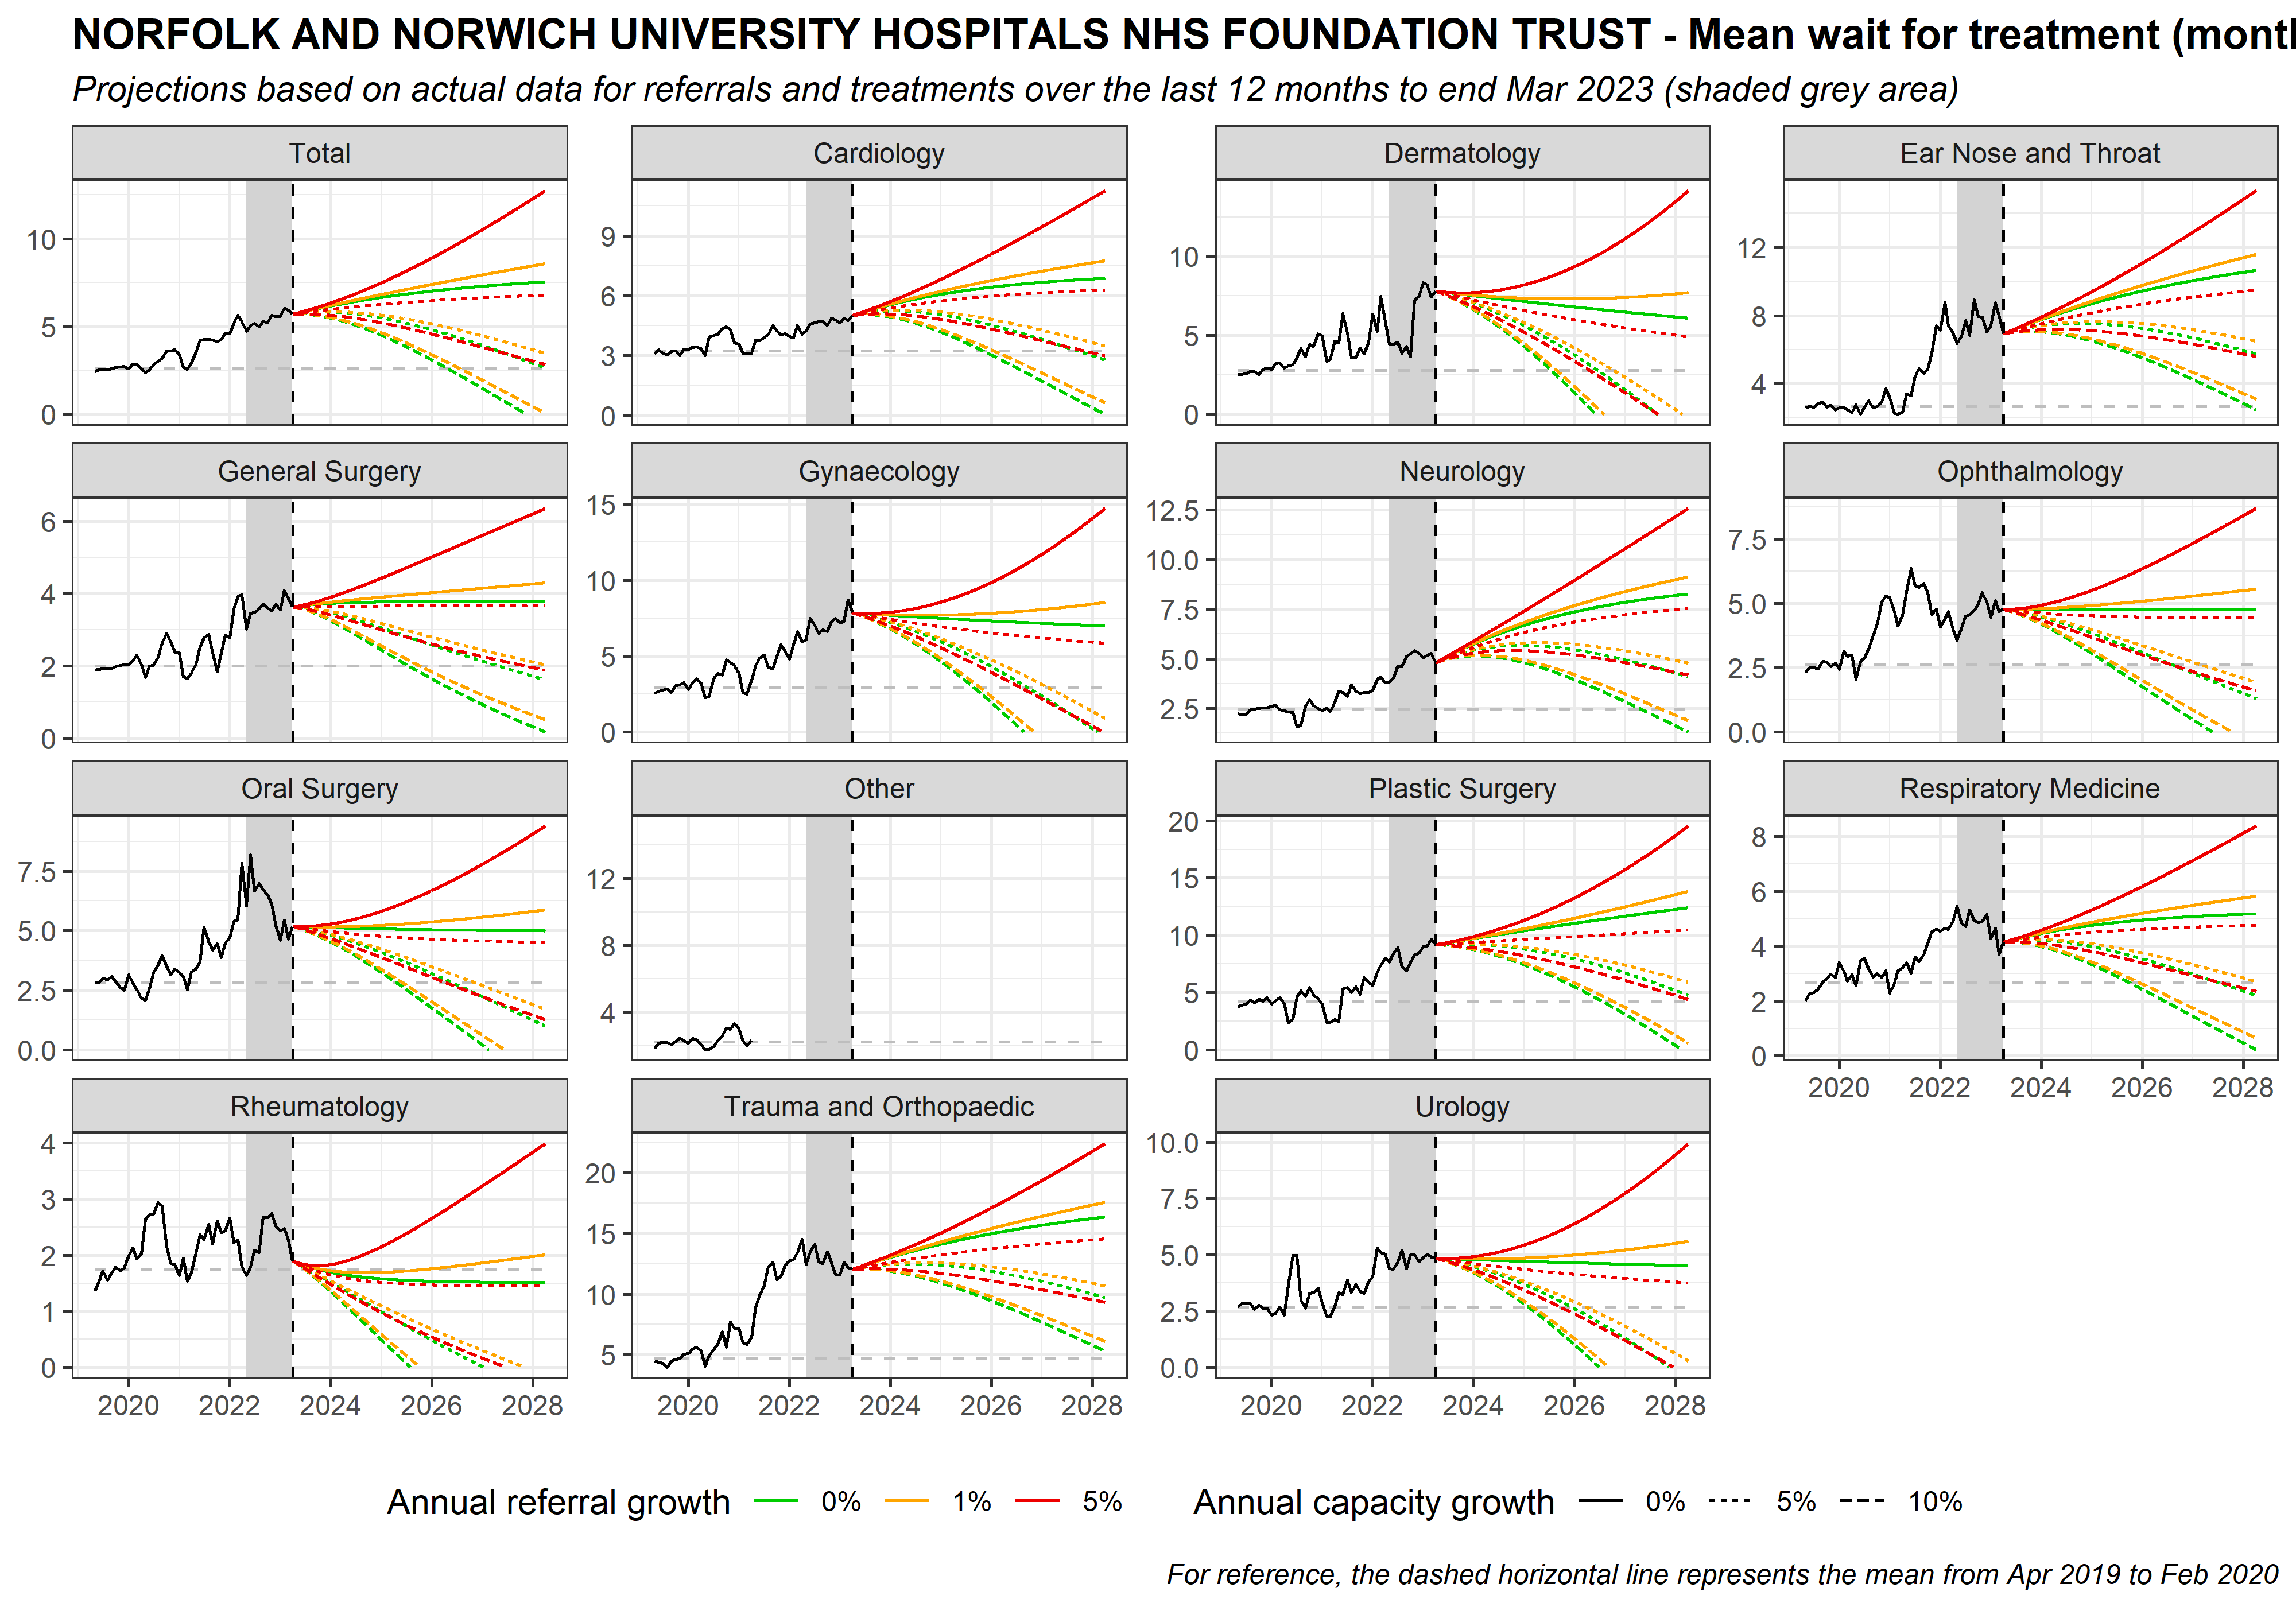 NORFOLK AND NORWICH UNIVERSITY HOSPITALS NHS FOUNDATION TRUST - Mean wait for treatment (mont
Projections based on actual data for referrals and treatments over the last 12 months to end Mar 2023 (shaded grey area)
Total
10
5
0
Cardiology
9
6
3
0
Dermatology
10
5
0
Ear Nose and Throat
12
8
4
General Surgery
6
4
2
0
Gynaecology
15
10
5
0
Neurology
12.5
10.0
7.5
5.0
2.5
Ophthalmology
7.5
5.0
2.5
0.0
Oral Surgery
7.5
5.0
2.5
0.0
Other
12
8
4
Plastic Surgery
20
15
10
5
0
Respiratory Medicine
8
6
4
2
0
2020 2022 2024 2026 2028
Rheumatology
4
3
2
1
0
2020 2022 2024 2026 2028
Trauma and Orthopaedic
20
15
10
5
2020 2022 2024 2026 2028
Urology
10.0
7.5
5.0
2.5
0.0
2020 2022 2024 2026 2028
Annual referral growth 0% 1% 5% Annual capacity growth 0% 5% 10%
For reference, the dashed horizontal line represents the mean from Apr 2019 to Feb 2020